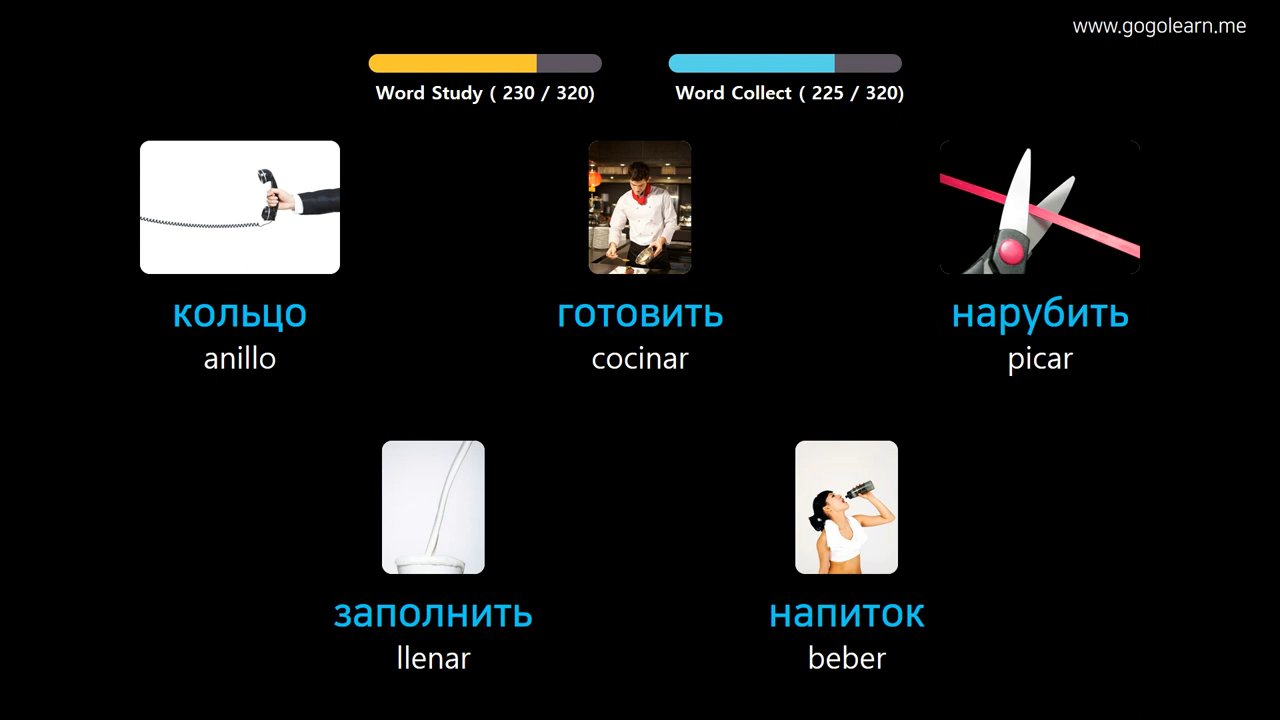 www.gogolearn.me
Word Study ( 230 / 320)
Word Collect ( 225 / 320)
кольцо
anillo
готовить
cocinar
нарубить
picar
заполнить
llenar
напиток
beber